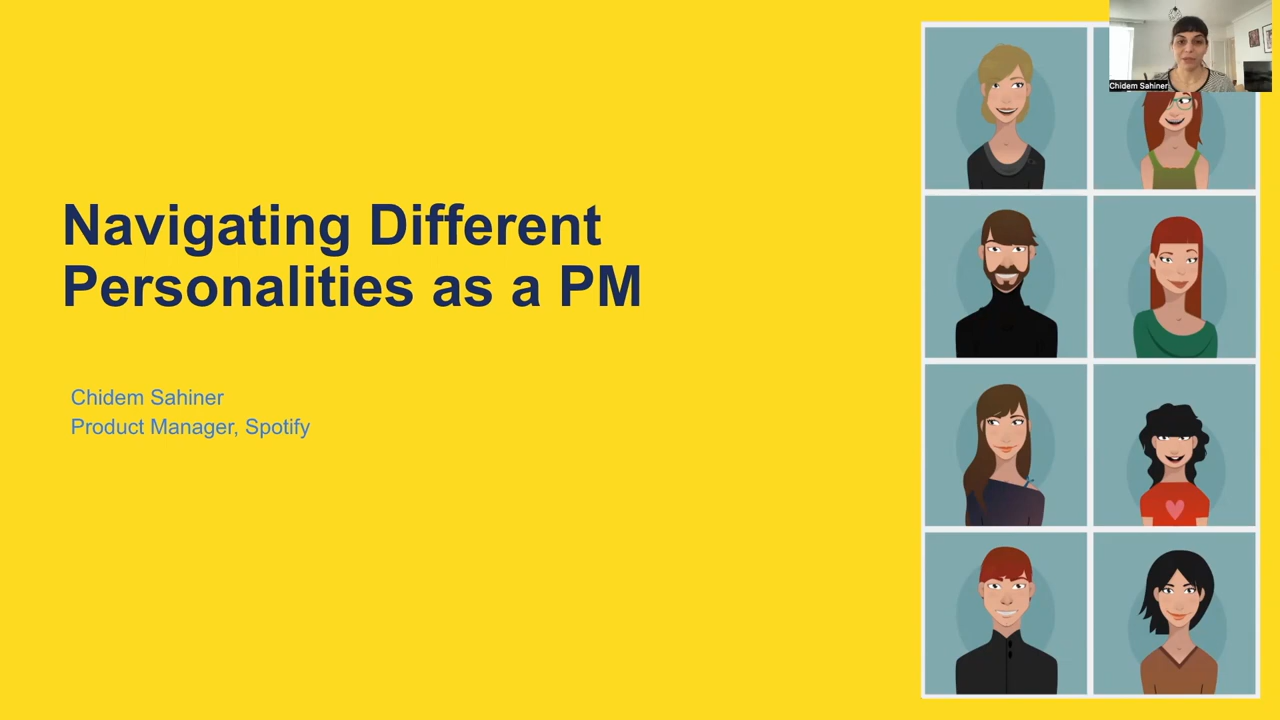 Navigating Different
Personalities as a PM
Chidem Sahiner
Product Manager, Spotify
Chidem Sahiner